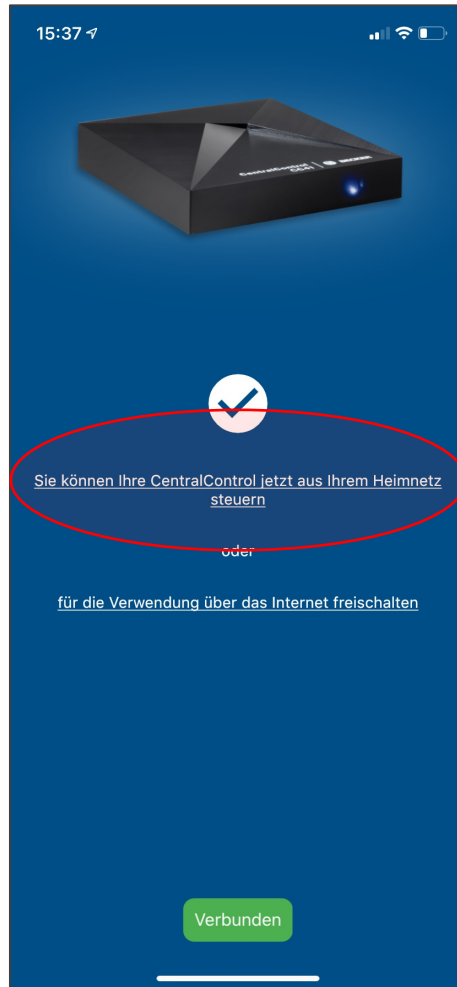 15:37
CentralControl
CC41
BECKER
Sie können Ihre CentralControl jetzt aus Ihrem Heimnetz
steuern
oder
für die Verwendung über das Internet freischalten
Verbunden